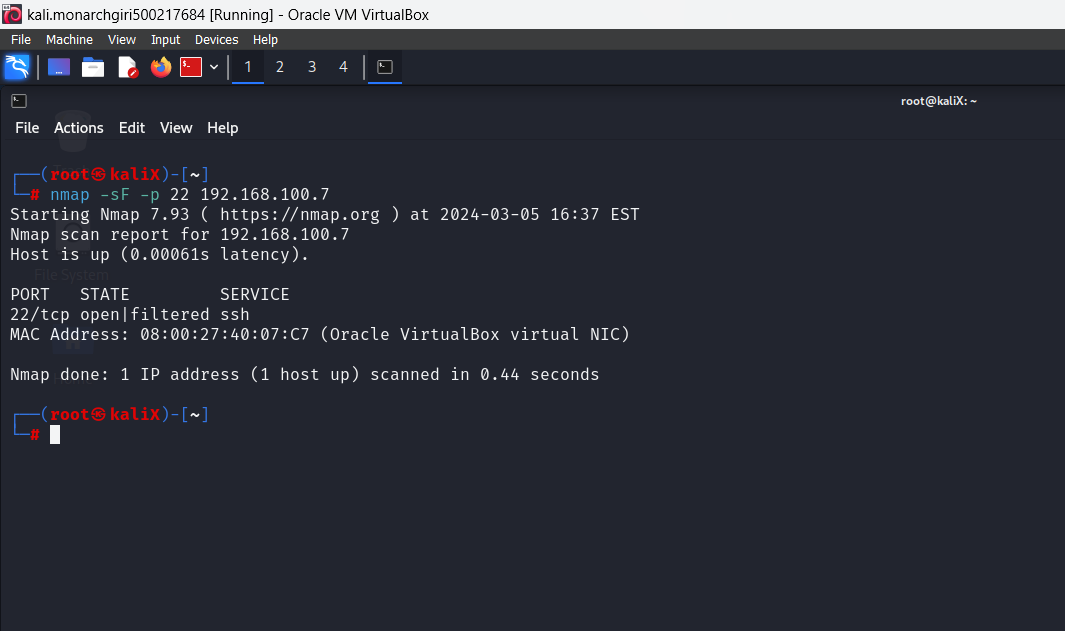 kali.monarchgiri500217684 [Running] - Oracle VM VirtualBox
File Machine View Input Devices Help
1 2 3 4
root@kaliX: ~
File Actions Edit View Help
┌──(root㉿kaliX)-[~]
└─# nmap -sF -p 22 192.168.100.7
Starting Nmap 7.93 ( https://nmap.org ) at 2024-03-05 16:37 EST
Nmap scan report for 192.168.100.7
Host is up (0.00061s latency).
File System
PORT   STATE         SERVICE
22/tcp open|filtered ssh
MAC Address: 08:00:27:40:07:C7 (Oracle VirtualBox virtual NIC)
Nmap done: 1 IP address (1 host up) scanned in 0.44 seconds
┌──(root㉿kaliX)-[~]
└─#